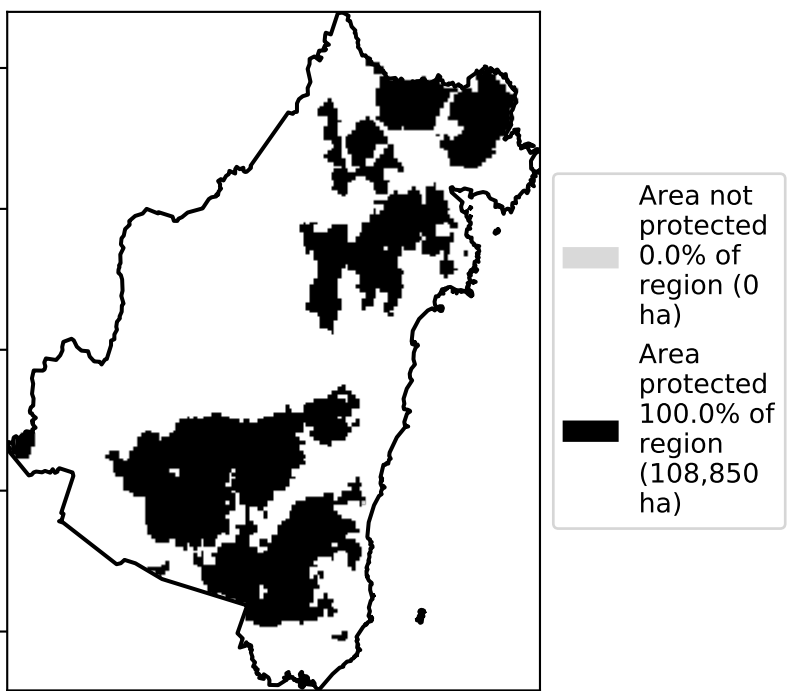 Area not
protected
0.0% of
region (0
ha)
Area
protected
100.0% of
region
(108,850
ha)